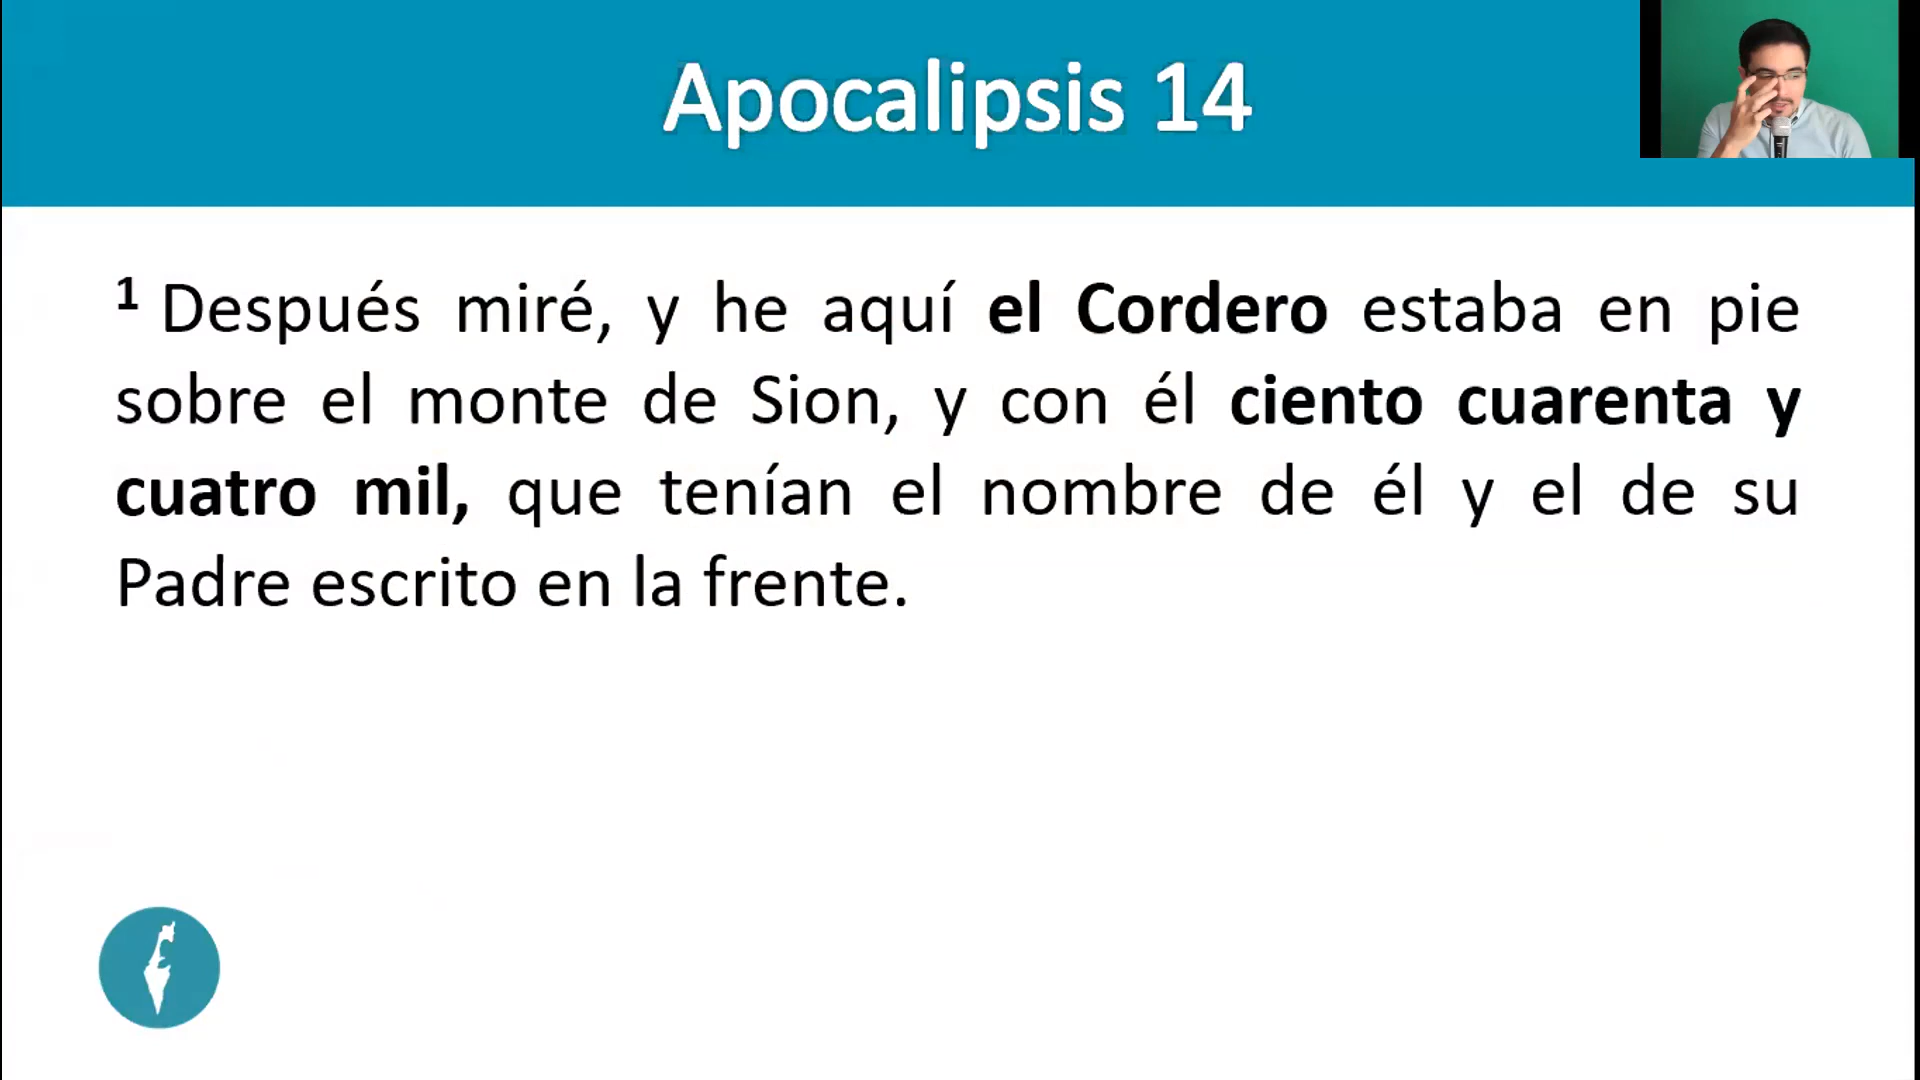 Apocalipsis 14
1 Después miré, y he aquí el Cordero estaba en pie
sobre el monte de Sion, y con él ciento cuarenta y
cuatro mil, que tenían el nombre de él y el de su
Padre escrito en la frente.